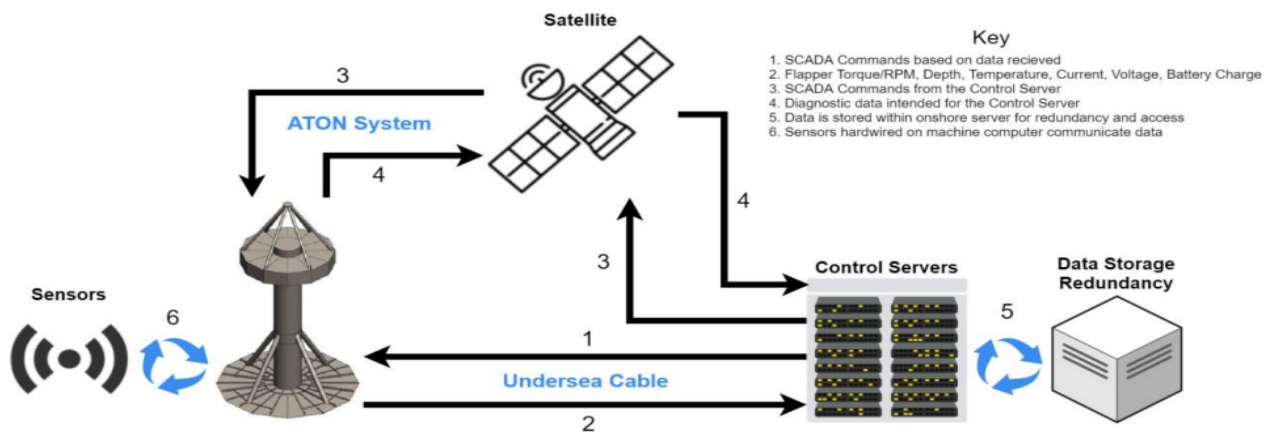 Satellite
Key
1. SCADA Commands based on data recieved
2. Flapper Torque/RPM, Depth, Temperature, Current, Voltage, Battery Charge
3. SCADA Commands from the Control Server
4. Diagnostic data intended for the Control Server
5. Data is stored within onshore server for redundancy and access
6. Sensors hardwired on machine computer communicate data
3
ATON System
4
4
3
Control Servers
Data Storage
Redundancy
Sensors
6
5
1
Undersea Cable
2